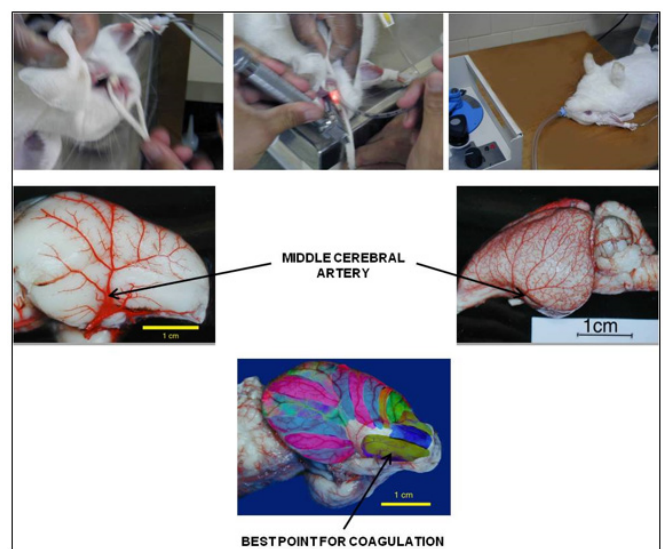 MIDDLE CEREBRAL
ARTERY
1 cm
1cm
1 cm
BEST POINT FOR COAGULATION